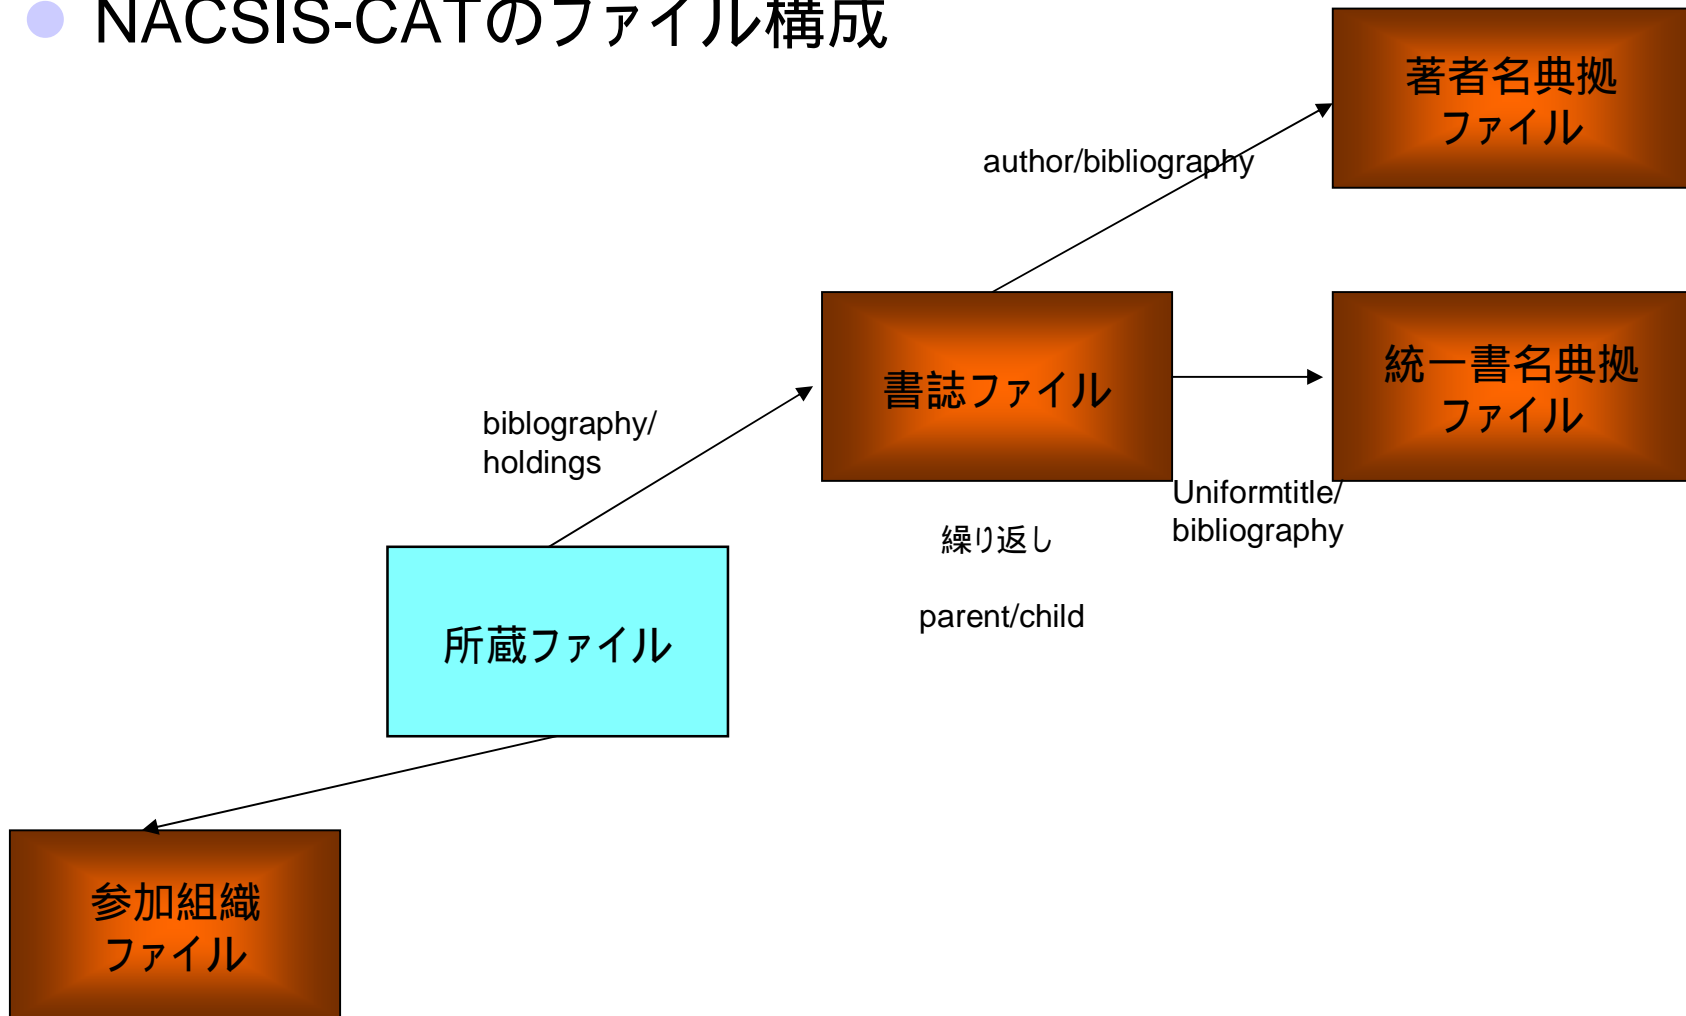 NACSIS-CATのファイル構成
著者名典拠
ファイル
author/bibliography
書誌ファイル
統一書名典拠
ファイル
biblography/
holdings
Uniformtitle/
bibliography
繰り返し
parent/child
所蔵ファイル
参加組織
ファイル